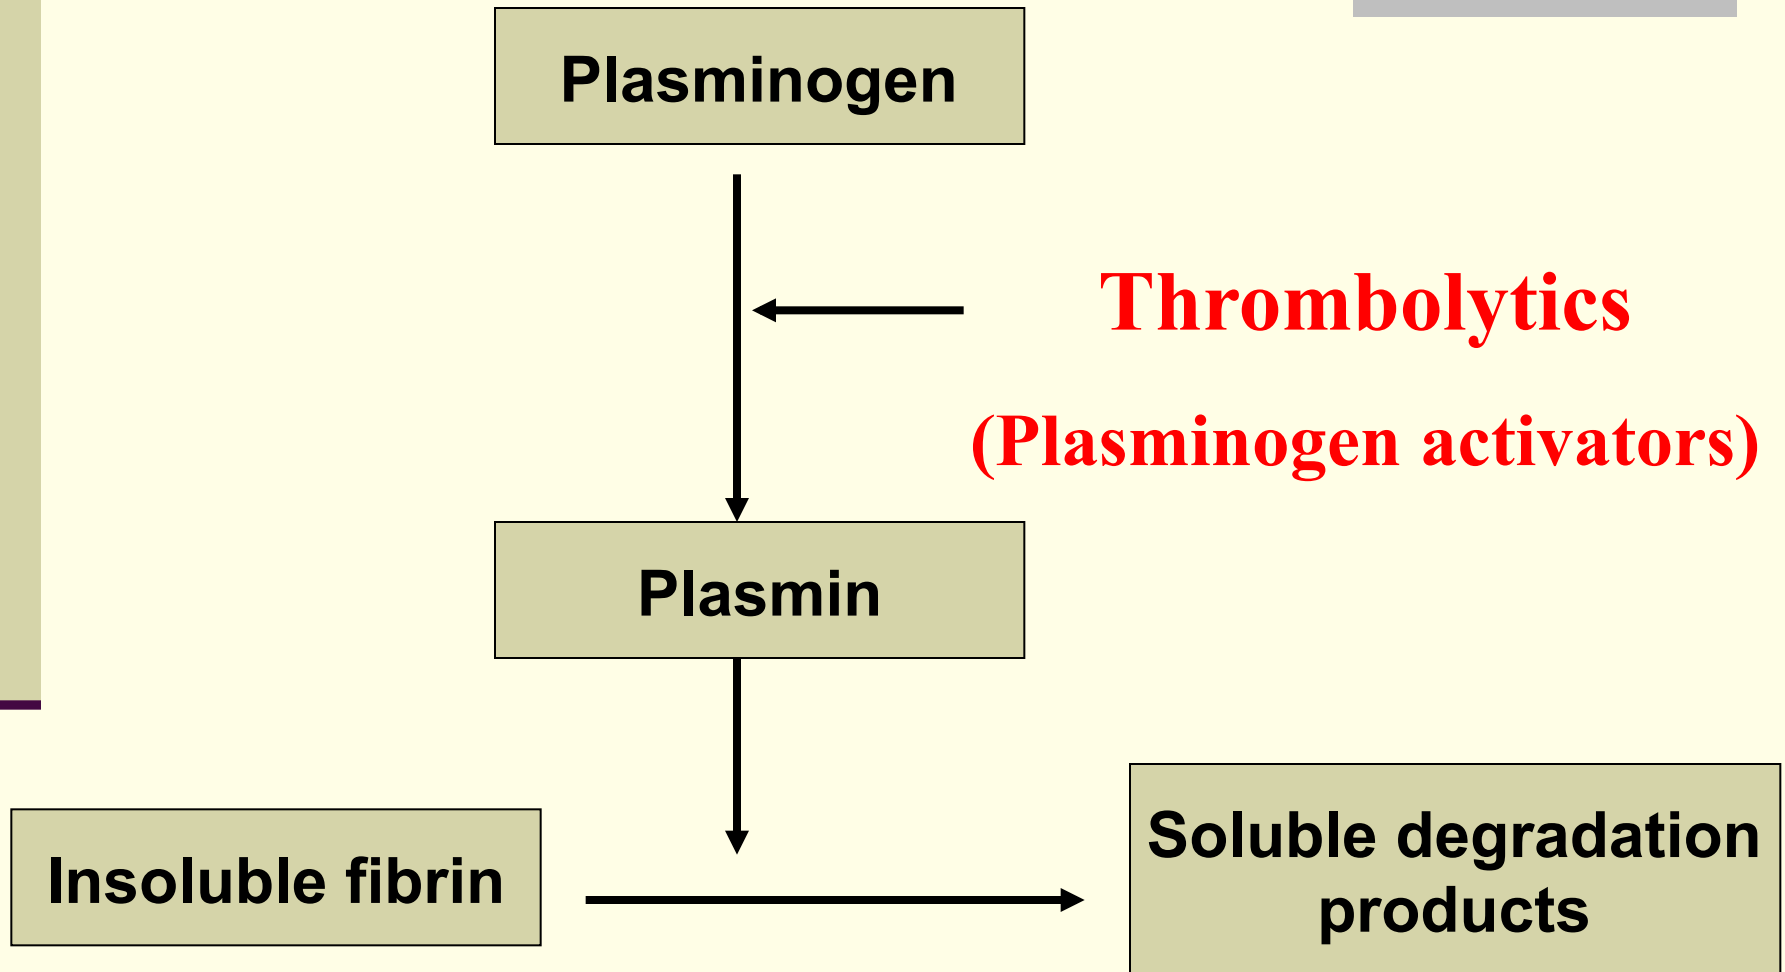 Plasminogen
Thrombolytics
(Plasminogen activators)
Plasmin
Insoluble fibrin
Soluble degradation
products